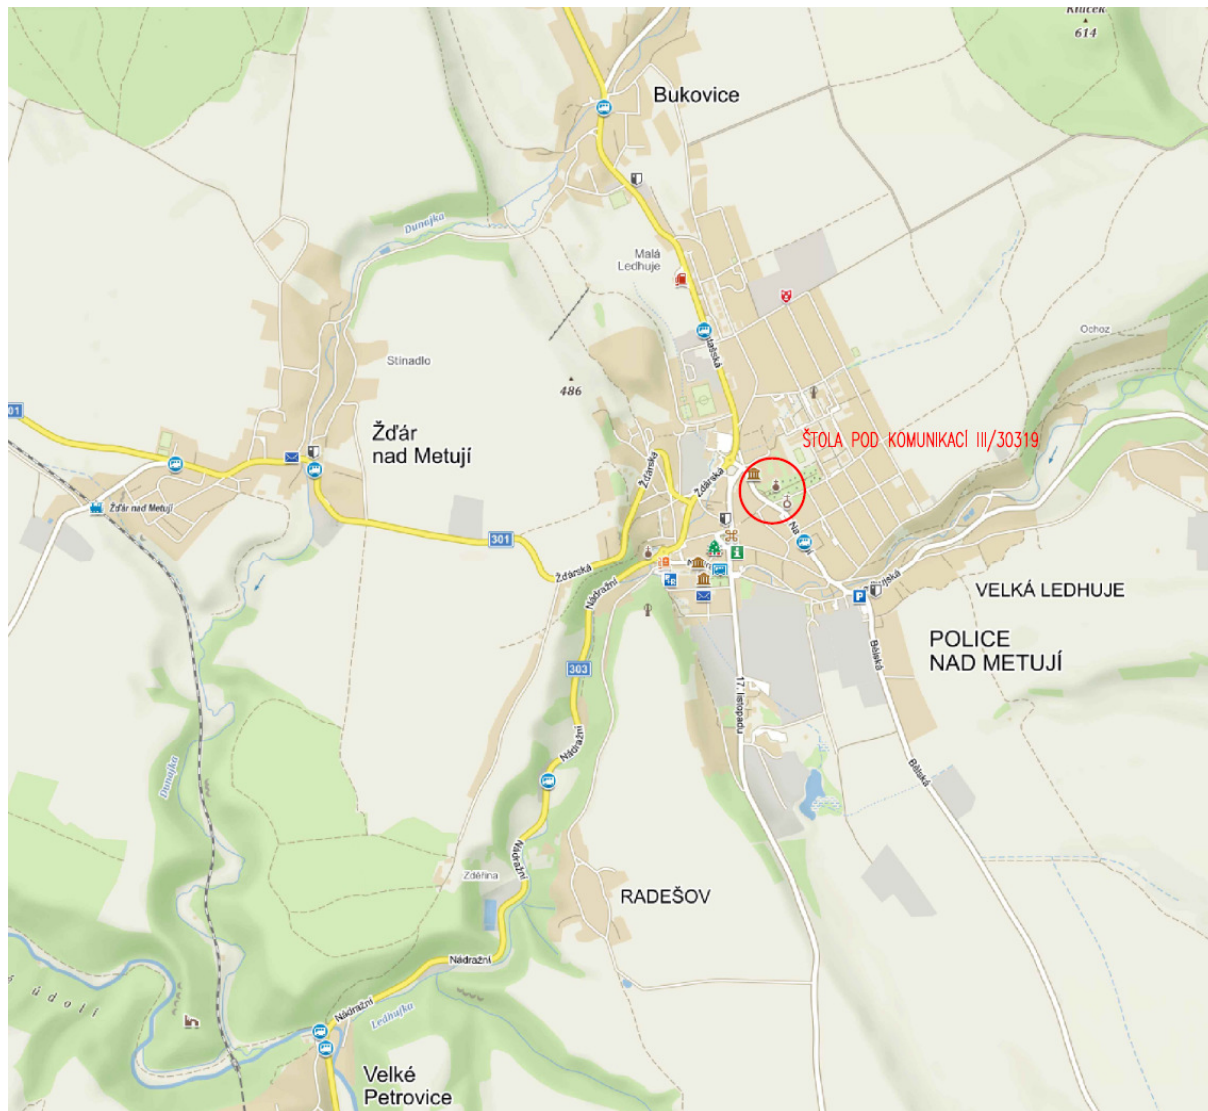 Klůček
614
Bukovice
Dunajka
Malá
Ledhuje
Ochoz
Stinadlo
486
301
Žďár
nad Metují
ŠTOLA POD KOMUNIKACÍ III/30319
Žďárská
Žďárská
Žďár nad Metují
301
Žďárská
Nádražní
VELKÁ LEDHUJE
POLICE
NAD METUJÍ
Bělská
303
17. listopadu
Nádražní
Dunajka
Bělská
Nádražní
Zděřina
RADEŠOV
Nádražní
údolí
Nádražní
Ledhujka
Velké
Petrovice